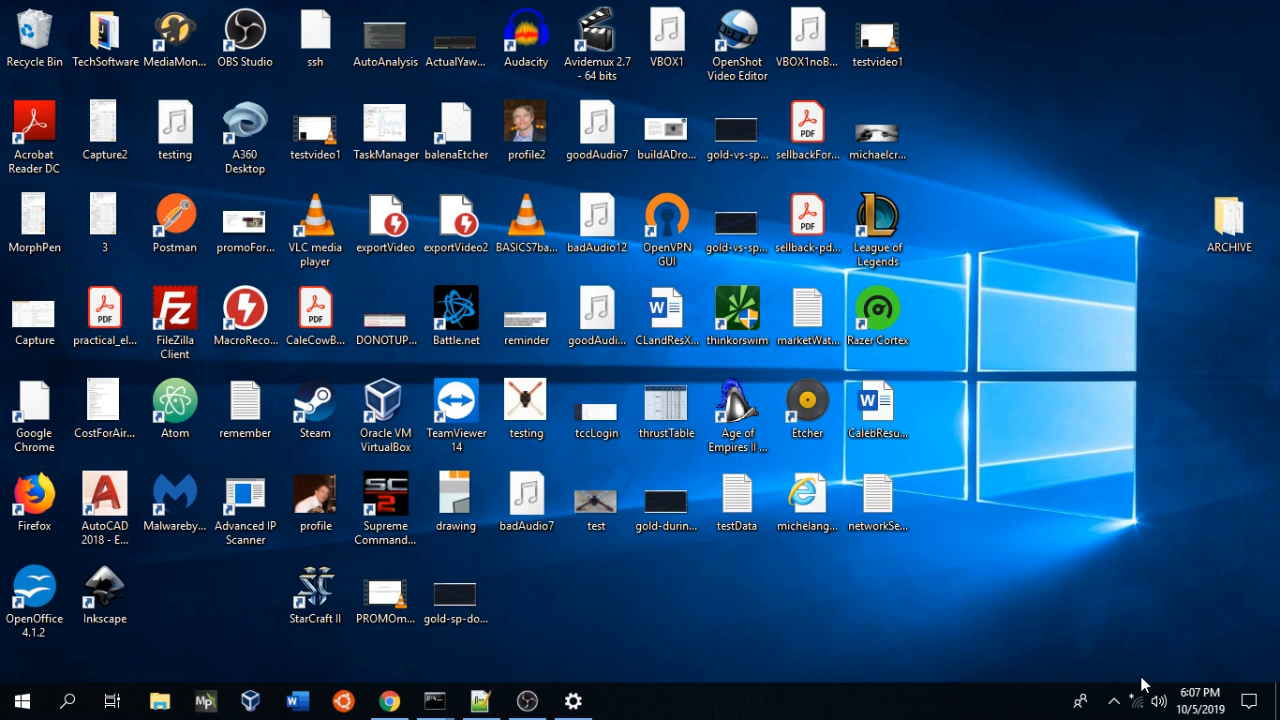 Recycle Bin
TechSoftware
MediaMon...
OBS Studio
ssh
AutoAnalysis
ActualYaw...
Audacity
Avidemux 2.7
- 64 bits
VBOX1
OpenShot
Video Editor
VBOX1noB...
testvideo1
Acrobat
Reader DC
Capture2
testing
A360
Desktop
testvideo1
TaskManager
balenaEtcher
profile2
goodAudio7
buildADro...
gold-vs-sp...
PDF
sellbackFor...
michaelcr...
MorphPen
3
Postman
promoFor...
VLC media
player
exportVideo
exportVideo2
BASICS7ba...
badAudio12
OpenVPN
GUI
gold-vs-sp...
PDF
sellback-pd...
League of
Legends
ARCHIVE
Capture
PDF
practical_el...
FileZilla
Client
MacroReco...
PDF
CaleCowB...
DONOTUP...
Battle.net
reminder
goodAudi...
CLandResX...
thinkorswim
marketWat...
Razer Cortex
Google
Chrome
CostForAir...
Atom
remember
Steam
Oracle VM
VirtualBox
TeamViewer
14
testing
tccLogin
thrustTable
Age of
Empires II ...
Etcher
CalebResu...
Firefox
AutoCAD
2018 - E...
Malwareby...
Advanced IP
Scanner
profile
SC
2
Supreme
Command...
drawing
badAudio7
test
gold-durin...
testData
michelang...
networkSe...
OpenOffice
4.1.2
Inkscape
StarCraft II
PROMOm...
gold-sp-do...
6:07 PM
10/5/2019